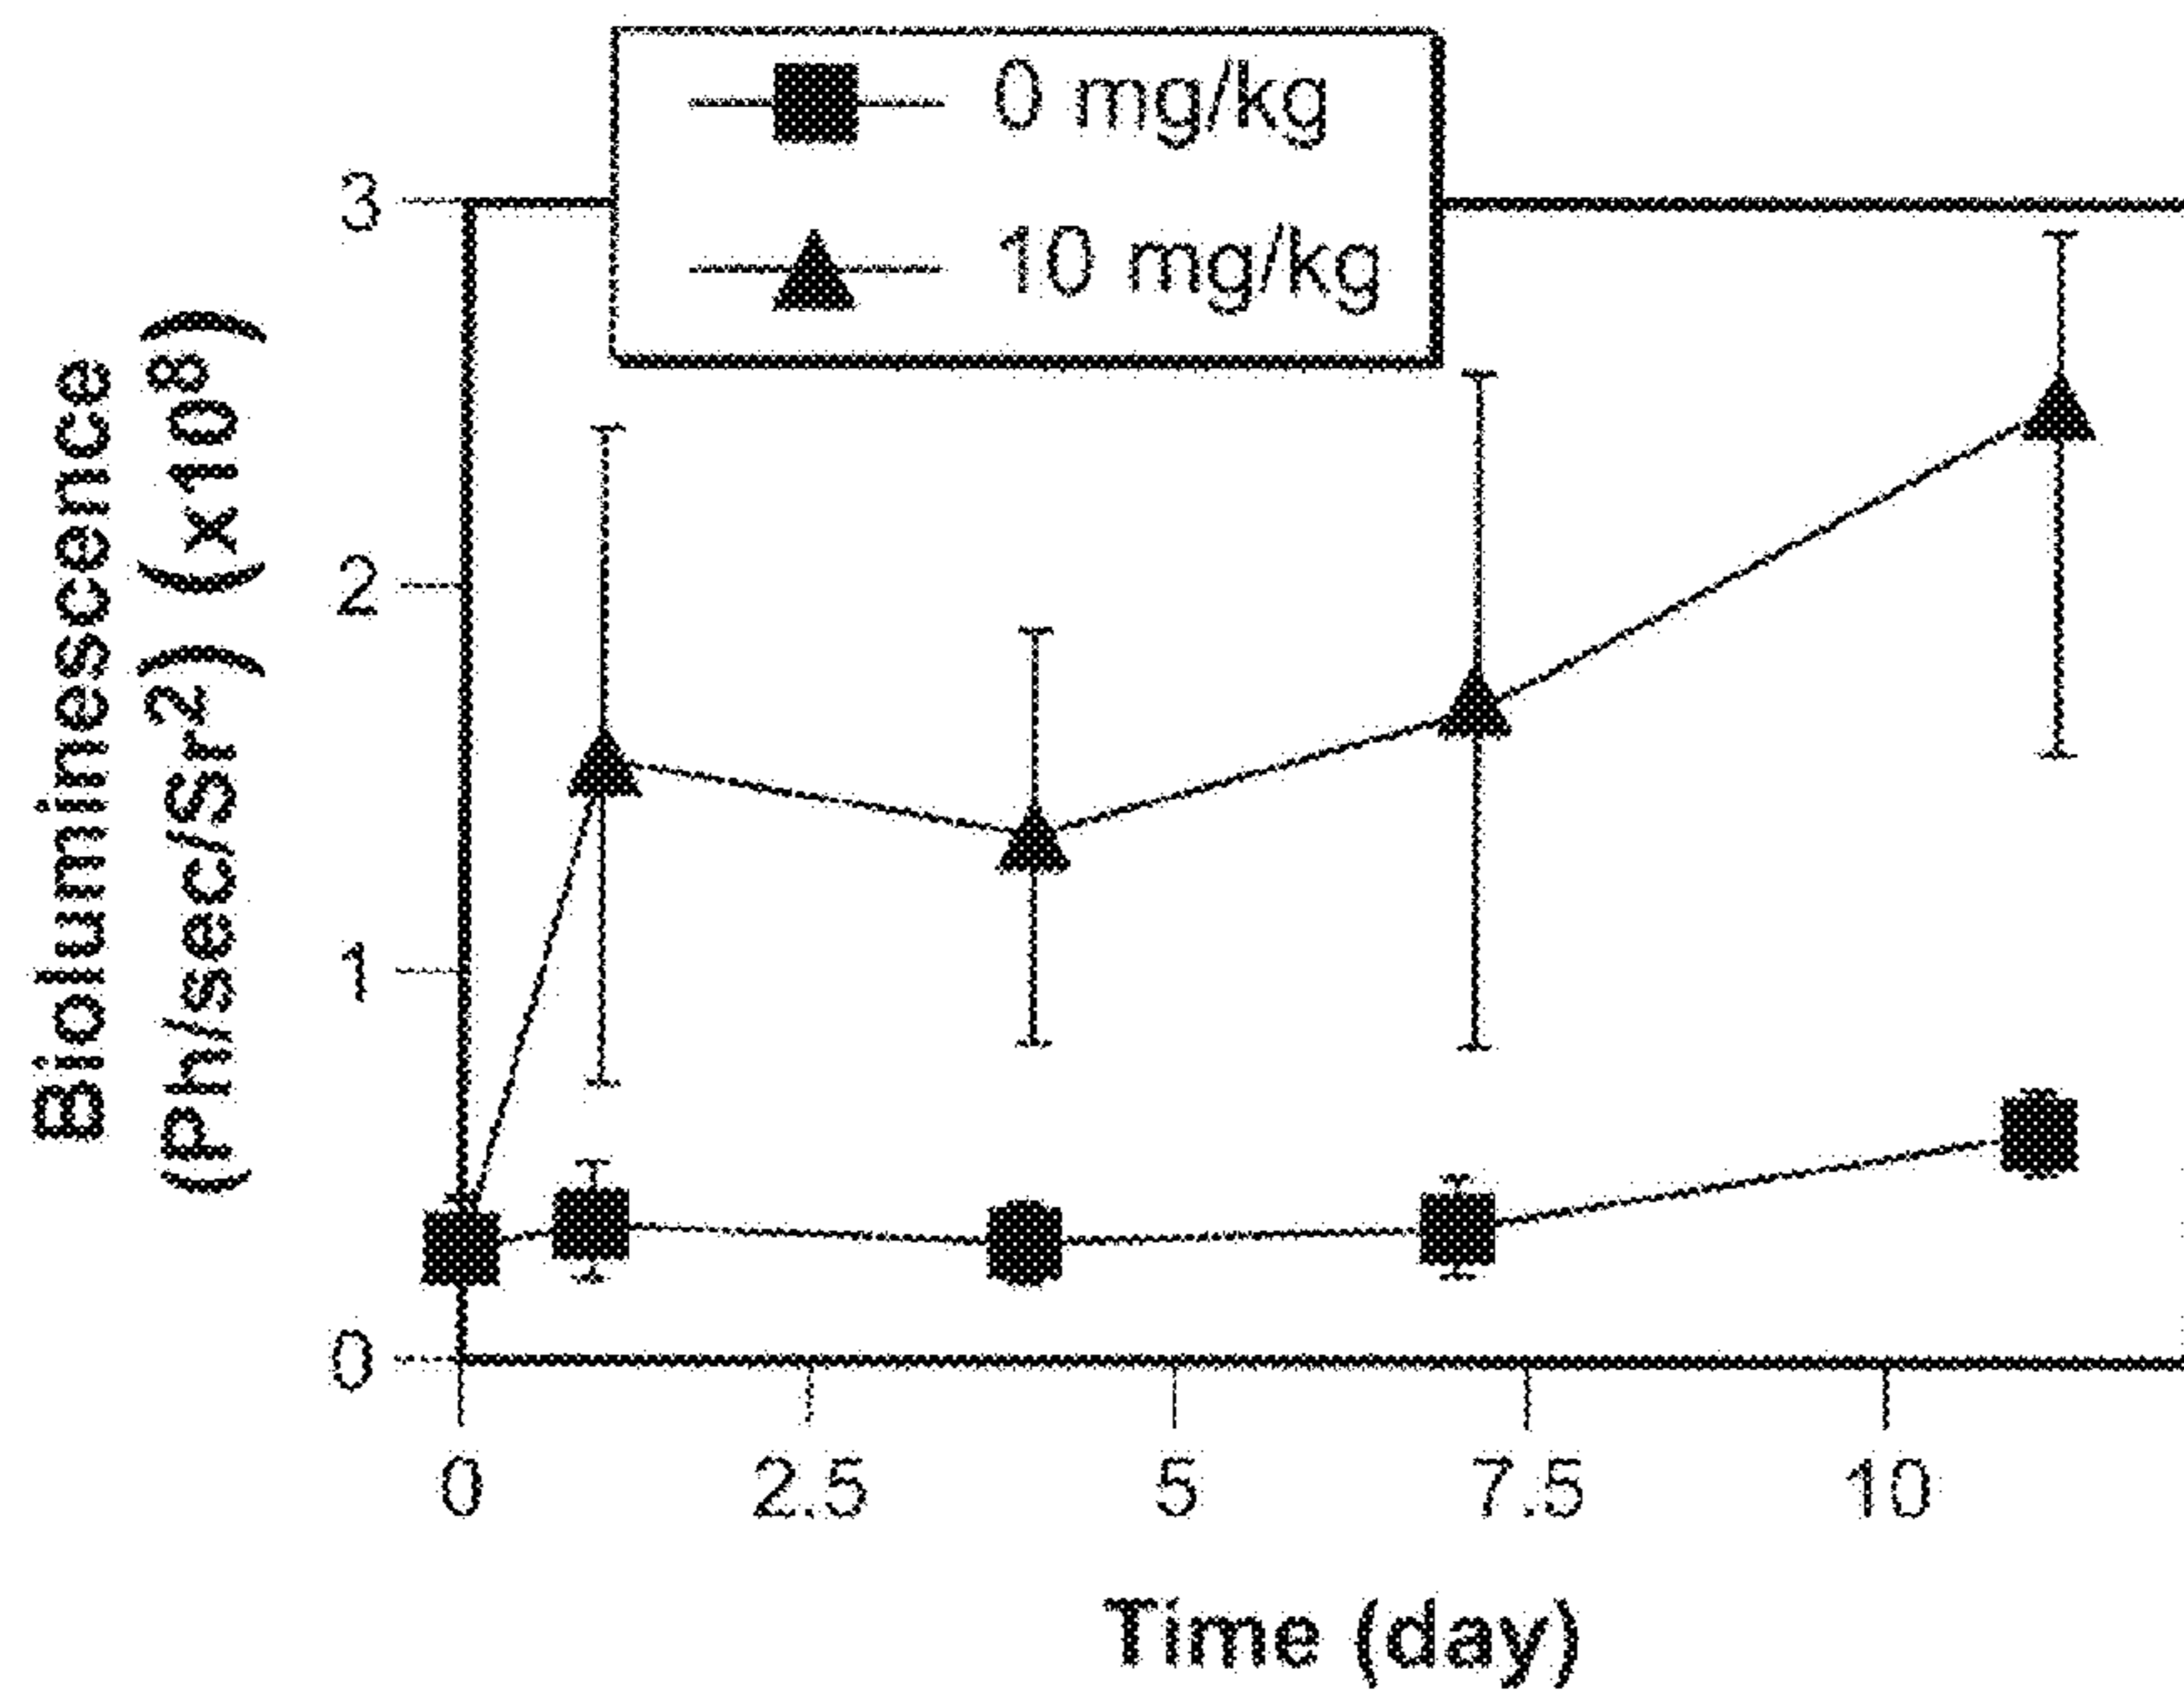 0 mg/kg
10 mg/kg
Bioluminescence
(Ph/sec/Sr²) (x10⁸)
3
2
1
0
0 2.5 5 7.5 10
Time (day)